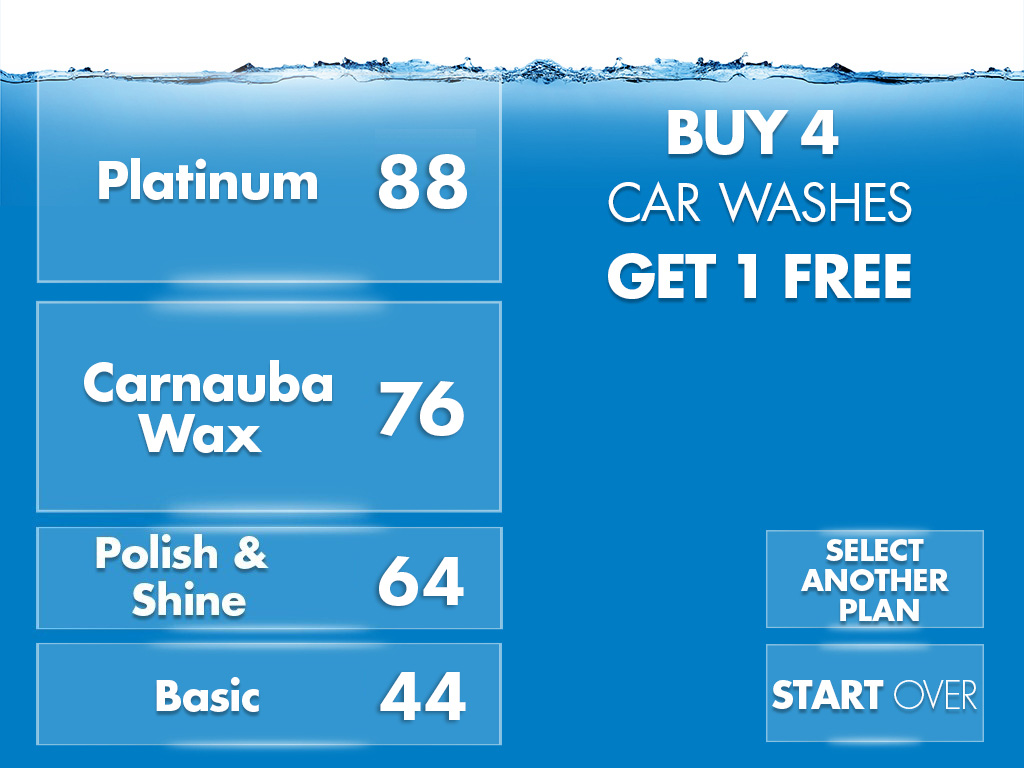 Platinum 88
Carnauba
Wax 76
Polish &
Shine 64
Basic 44
BUY 4
CAR WASHES
GET 1 FREE
SELECT
ANOTHER
PLAN
START OVER